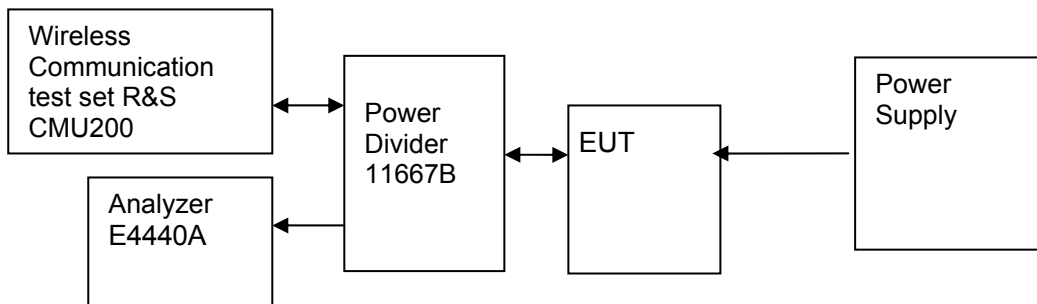 Wireless
Communication
test set R&S
CMU200
Analyzer
E4440A
Power
Divider
11667B
EUT
Power
Supply